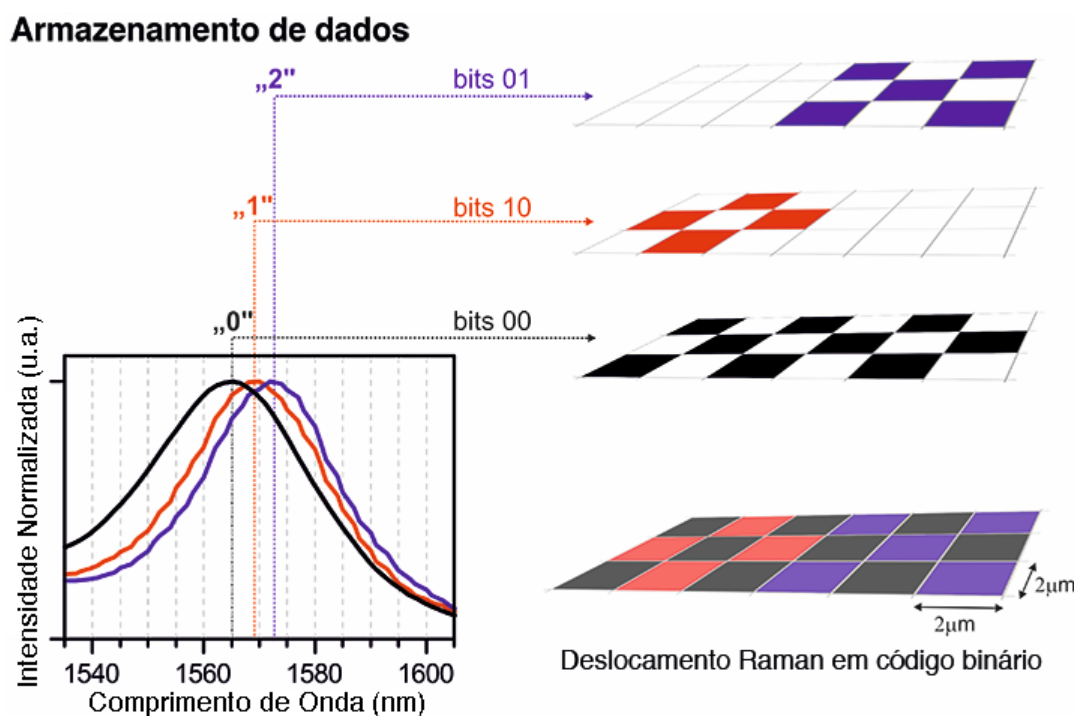 Armazenamento de dados
„2"
bits 01
„1"
bits 10
„0"
bits 00
Intensidade Normalizada (u.a.)
1540
1560
1580
1600
Comprimento de Onda (nm)
2µm
2µm
Deslocamento Raman em código binário